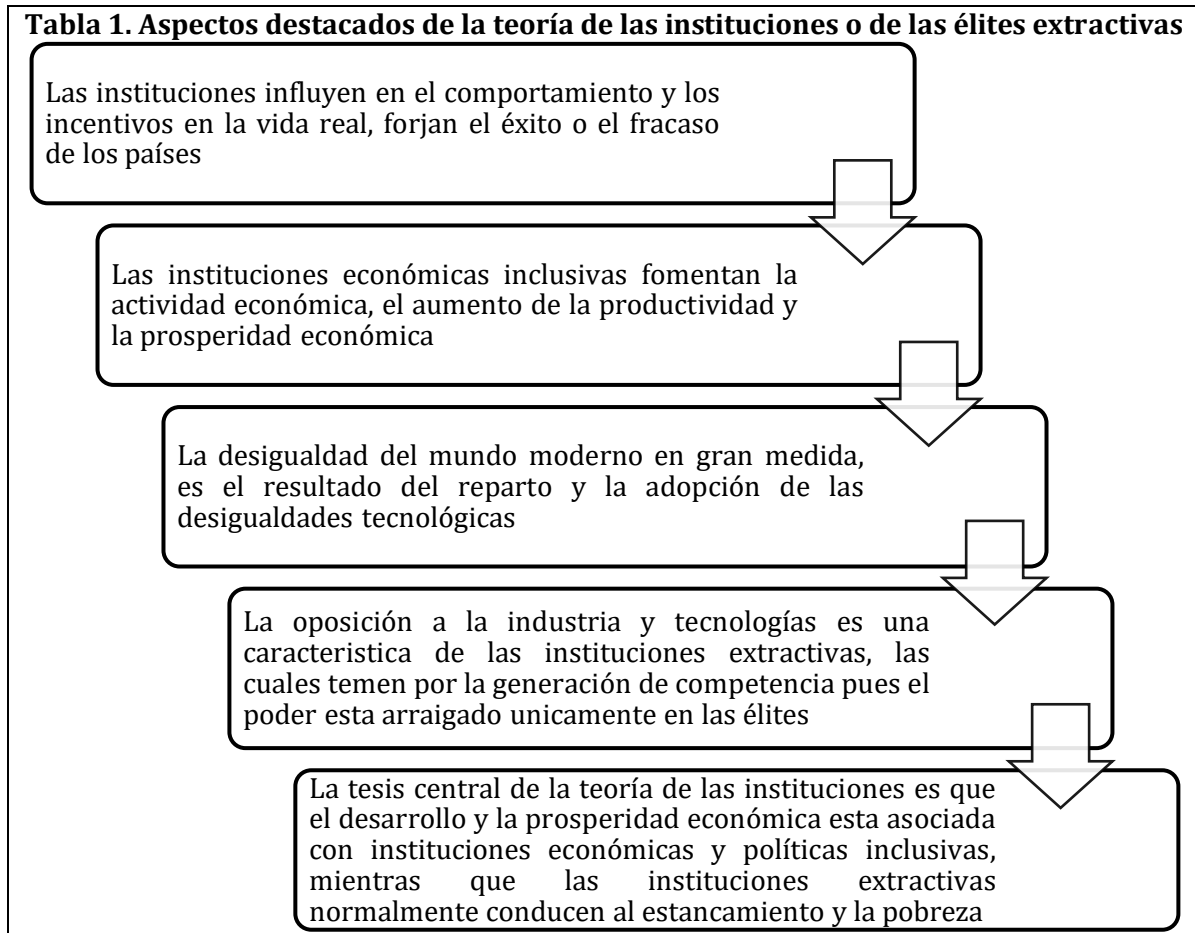 Tabla 1. Aspectos destacados de la teoría de las instituciones o de las élites extractivas
Las instituciones influyen en el comportamiento y los
incentivos en la vida real, forjan el éxito o el fracaso
de los países
Las instituciones económicas inclusivas fomentan la
actividad económica, el aumento de la productividad y
la prosperidad económica
La desigualdad del mundo moderno en gran medida,
es el resultado del reparto y la adopción de las
desigualdades tecnológicas
La oposición a la industria y tecnologías es una
caracteristica de las instituciones extractivas, las
cuales temen por la generación de competencia pues el
poder esta arraigado unicamente en las élites
La tesis central de la teoría de las instituciones es que
el desarrollo y la prosperidad económica esta asociada
con instituciones económicas y políticas inclusivas,
mientras que las instituciones extractivas
normalmente conducen al estancamiento y la pobreza